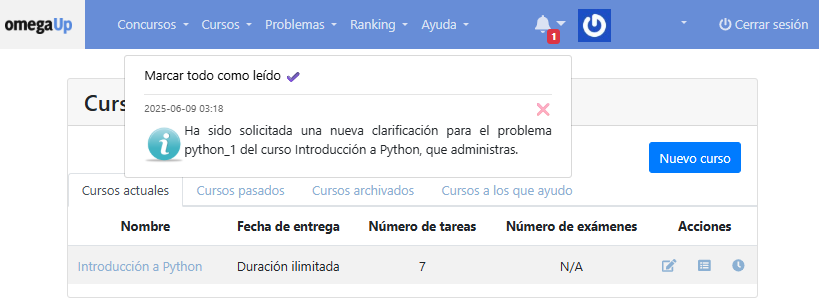 omegaUp
Concursos Cursos Problemas Ranking Ayuda 1 Cerrar sesión
Marcar todo como leído
2025-06-09 03:18
Ha sido solicitada una nueva clarificación para el problema
python_1 del curso Introducción a Python, que administras.
Curs
Nuevo curso
Cursos actuales Cursos pasados Cursos archivados Cursos a los que ayudo
Nombre Fecha de entrega Número de tareas Número de exámenes Acciones
Introducción a Python Duración ilimitada 7 N/A